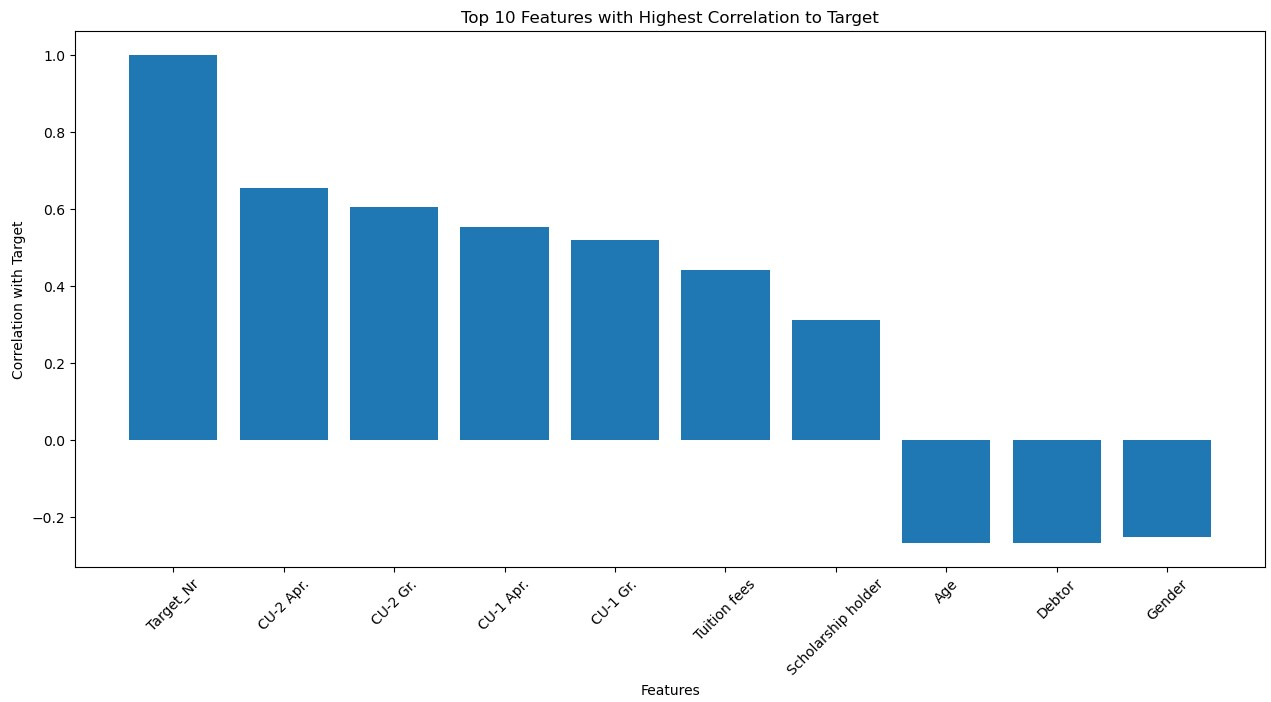 Top 10 Features with Highest Correlation to Target
Correlation with Target
1.0
0.8
0.6
0.4
0.2
0.0
−0.2
Target_Nr
CU-2 Apr.
CU-2 Gr.
CU-1 Apr.
CU-1 Gr.
Tuition fees
Scholarship holder
Age
Debtor
Gender
Features